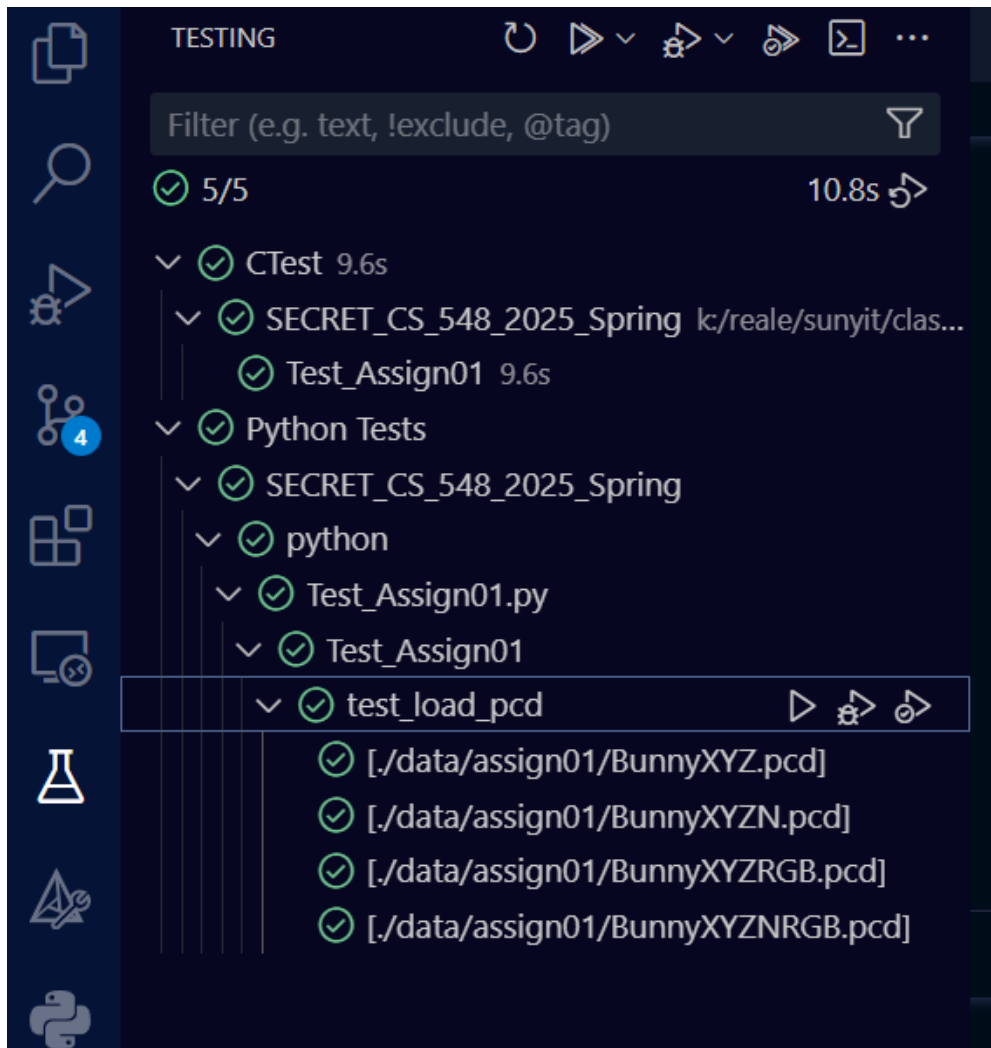 TESTING
Filter (e.g. text, !exclude, @tag)
5/5 10.8s
CTest 9.6s
SECRET_CS_548_2025_Spring k:/reale/sunyit/clas...
Test_Assign01 9.6s
4 Python Tests
SECRET_CS_548_2025_Spring
python
Test_Assign01.py
Test_Assign01
test_load_pcd
[./data/assign01/BunnyXYZ.pcd]
[./data/assign01/BunnyXYZN.pcd]
[./data/assign01/BunnyXYZRGB.pcd]
[./data/assign01/BunnyXYZNRGB.pcd]